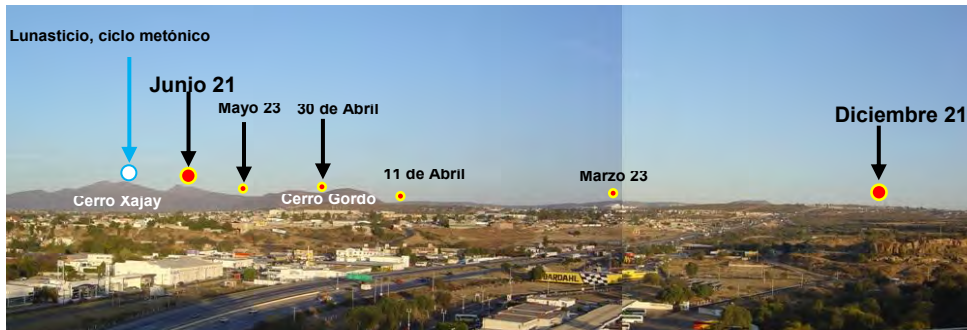 Lunasticio, ciclo metónico
Junio 21
Mayo 23
30 de Abril
Diciembre 21
11 de Abril
Marzo 23
Cerro Xajay
Cerro Gordo
BARDAHL